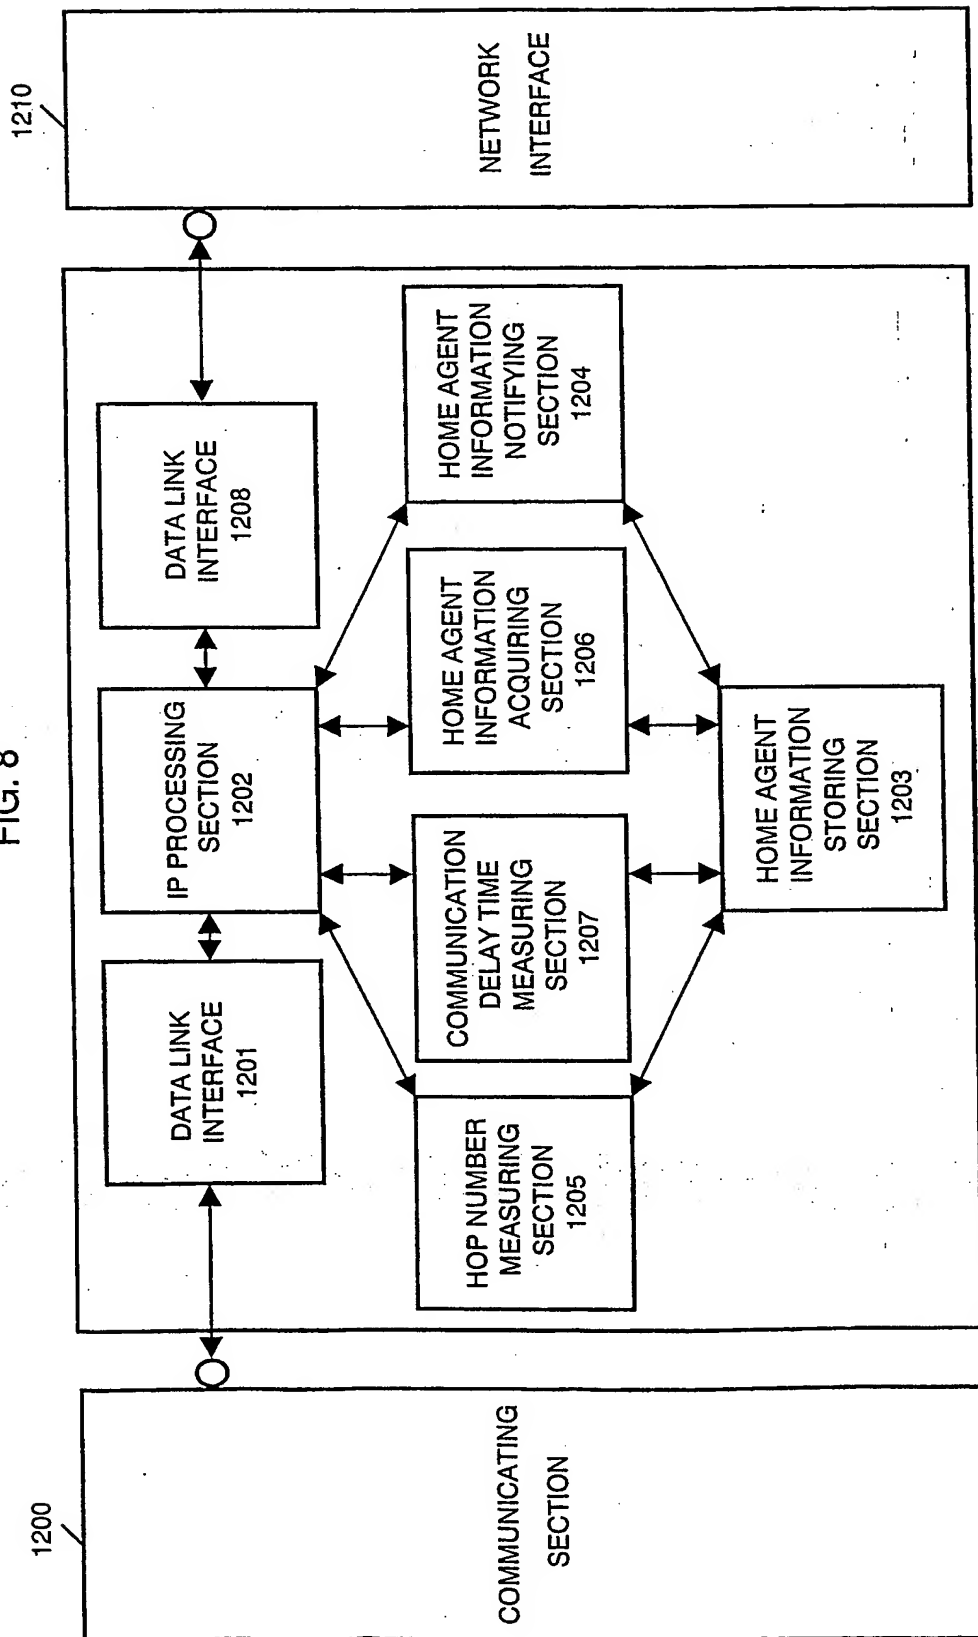 FIG. 8
1200
COMMUNICATING
SECTION
1210
NETWORK
INTERFACE
DATA LINK
INTERFACE
1201
IP PROCESSING
SECTION
1202
DATA LINK
INTERFACE
1208
HOP NUMBER
MEASURING
SECTION
1205
COMMUNICATION
DELAY TIME
MEASURING
SECTION
1207
HOME AGENT
INFORMATION
ACQUIRING
SECTION
1206
HOME AGENT
INFORMATION
NOTIFYING
SECTION
1204
HOME AGENT
INFORMATION
STORING
SECTION
1203